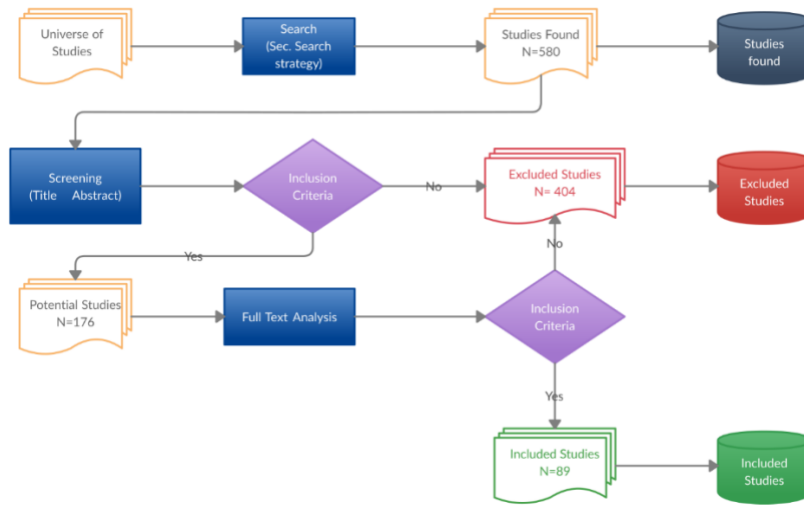 Universe of
Studies
Search
(Sec. Search
strategy)
Studies Found
N=580
Studies
found
Screening
(Title Abstract)
Inclusion
Criteria
No
Excluded Studies
N= 404
Excluded
Studies
No
Yes
Potential Studies
N=176
Full Text Analysis
Inclusion
Criteria
Yes
Included Studies
N=89
Included
Studies